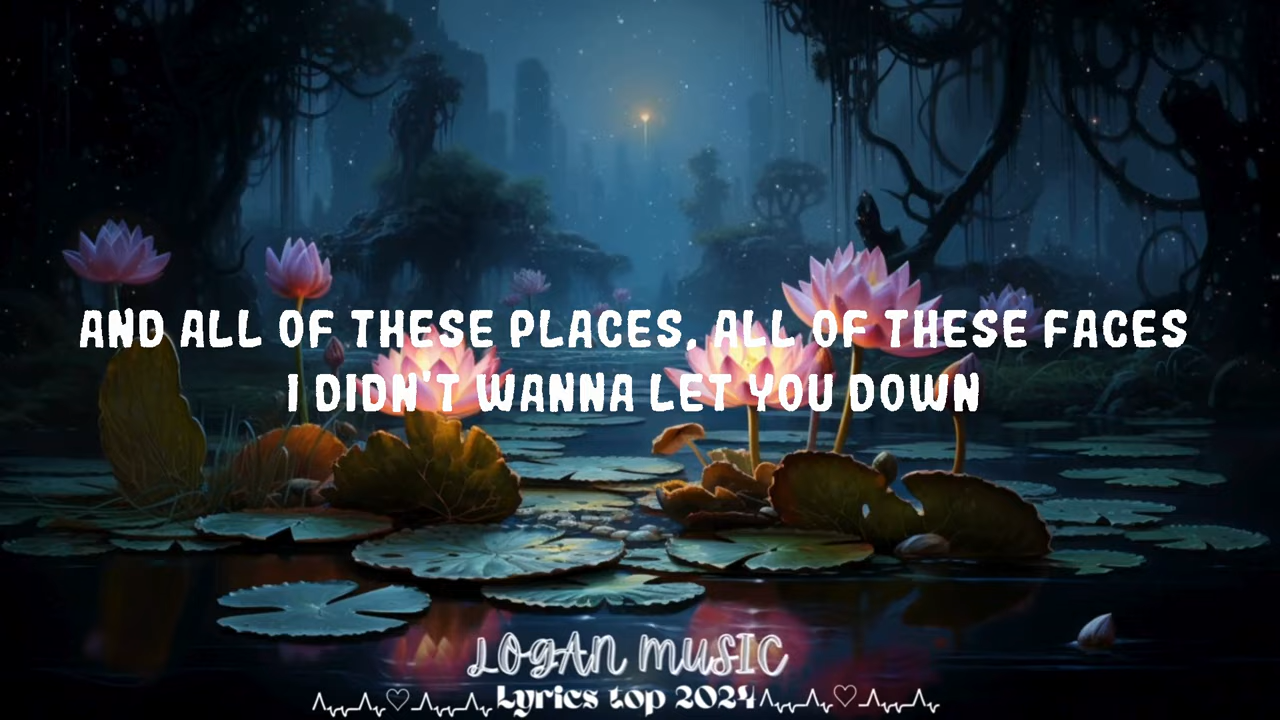 AND ALL OF THESE PLACES, ALL OF THESE FACES
I DIDN'T WANNA LET YOU DOWN
LOGAN MUSIC
Lyrics top 2024